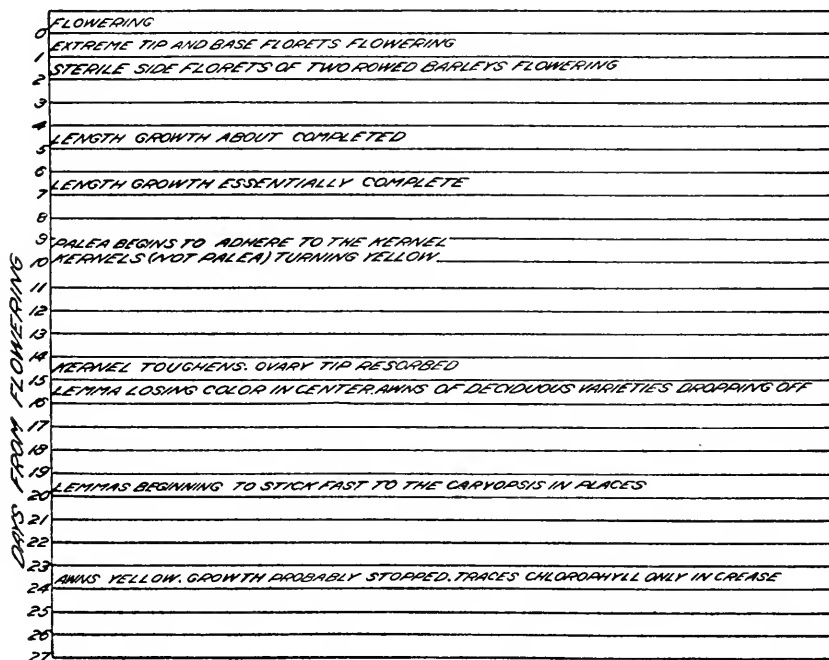 FLOWERING
0
EXTREME TIP AND BASE FLORETS FLOWERING
1
STERILE SIDE FLORETS OF TWO ROWED BARLEYS FLOWERING
2
3
4
LENGTH GROWTH ABOUT COMPLETED
5
6
LENGTH GROWTH ESSENTIALLY COMPLETE
7
8
9
PALEA BEGINS TO ADHERE TO THE KERNEL
10 KERNELS (NOT PALEA) TURNING YELLOW
11
12
13
14
KERNEL TOUGHENS. OVARY TIP RESORBED
15
LEMMA LOSING COLOR IN CENTER. AWNS OF DECIDUOUS VARIETIES DROPPING OFF
16
17
18
19
LEMMAS BEGINNING TO STICK FAST TO THE CARYOPSIS IN PLACES
20
21
22
23
AWNS YELLOW. GROWTH PROBABLY STOPPED. TRACES CHLOROPHYLL ONLY IN CREASE
24
25
26
27
DAYS FROM FLOWERING